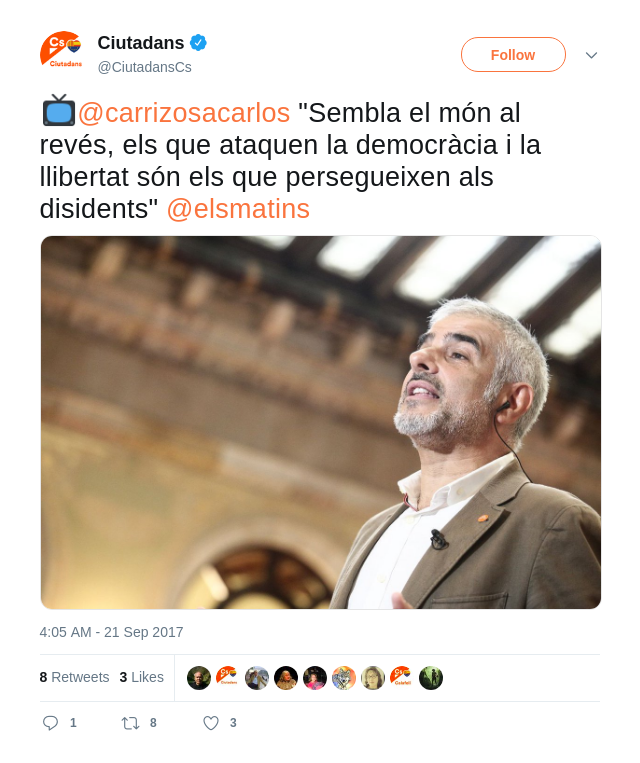 Ciutadans
@CiutadansCs
Follow
@carrizosacarlos "Sembla el món al
revés, els que ataquen la democràcia i la
llibertat són els que persegueixen als
disidents" @elsmatins
4:05 AM - 21 Sep 2017
8 Retweets 3 Likes
1 8 3
Cs
Ciutadans